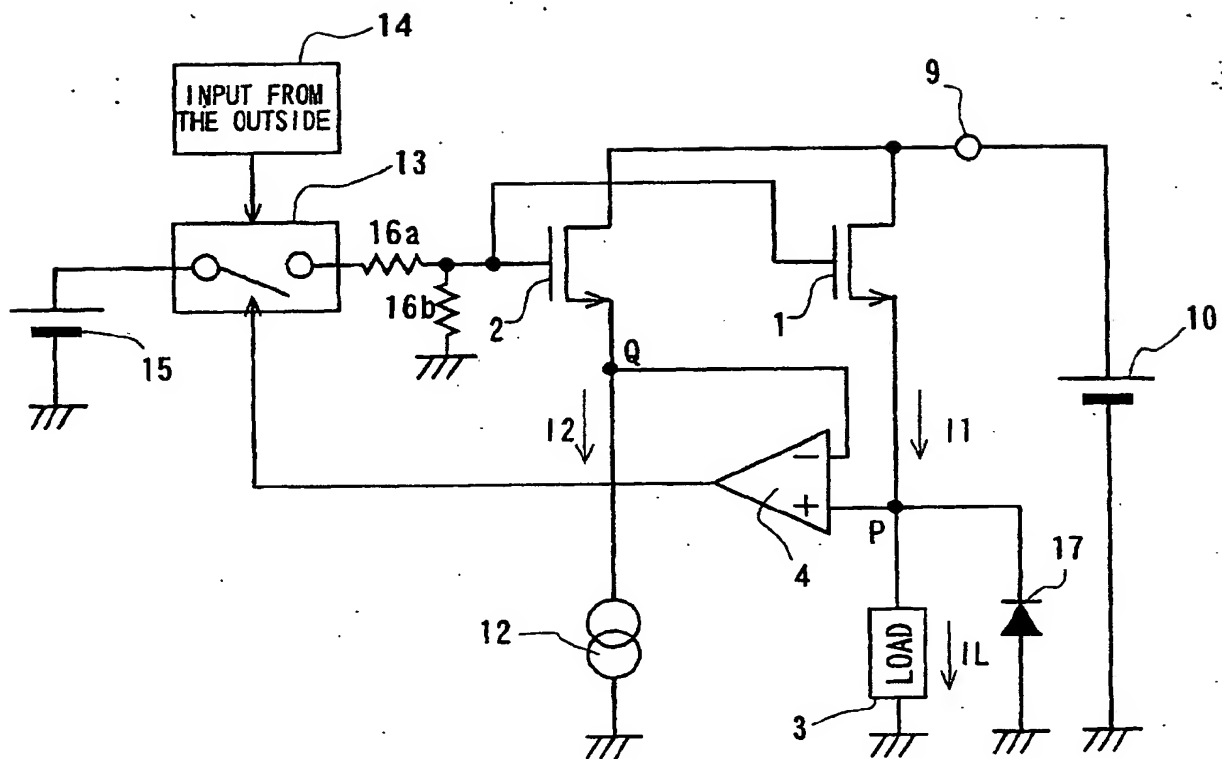 14
INPUT FROM
THE OUTSIDE
9
13
16a
16b
2
1
10
15
Q
I2
I1
−
+
4
P
17
12
LOAD
IL
3